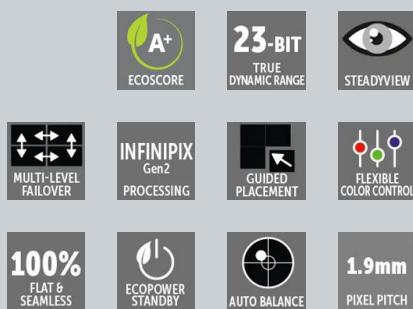 A+
ECOSCORE
23-BIT
TRUE
DYNAMIC RANGE
STEADYVIEW
MULTI-LEVEL
FAILOVER
INFINIPIX
Gen2
PROCESSING
GUIDED
PLACEMENT
FLEXIBLE
COLOR CONTROL
100%
FLAT &
SEAMLESS
ECOPOWER
STANDBY
AUTO BALANCE
1.9mm
PIXEL PITCH